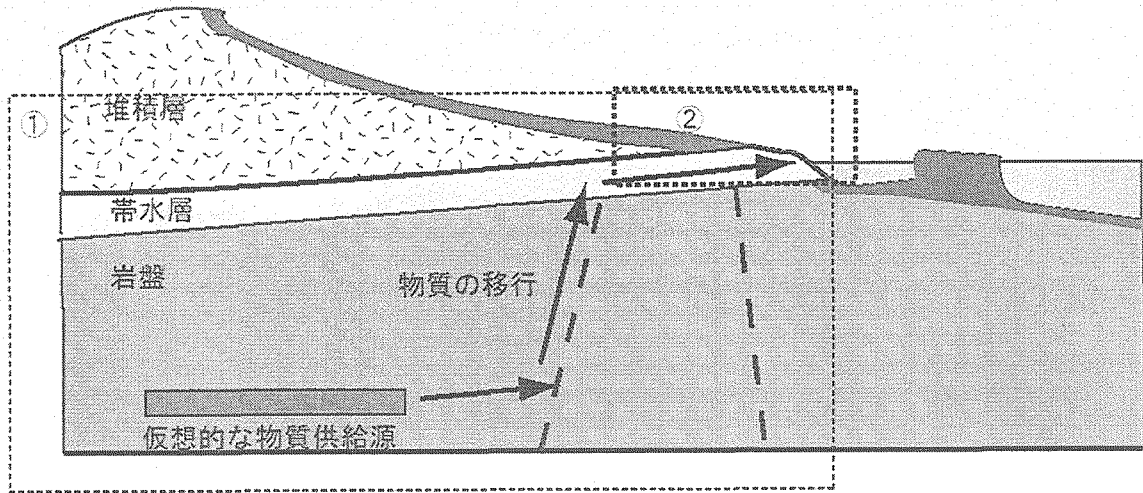 ①
堆積層
②
帯水層
岩盤
物質の移行
仮想的な物質供給源